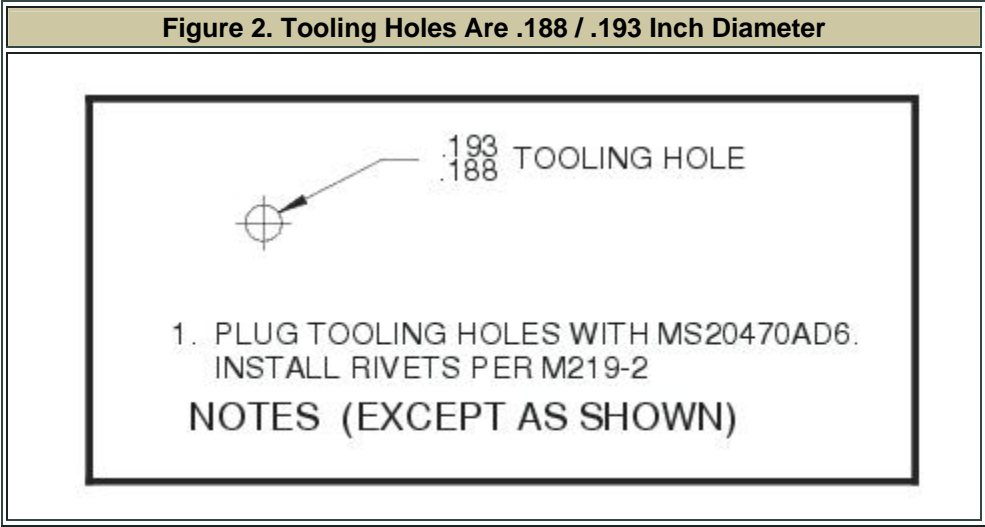 Figure 2. Tooling Holes Are .188 / .193 Inch Diameter
.193
.188 TOOLING HOLE
1. PLUG TOOLING HOLES WITH MS20470AD6.
INSTALL RIVETS PER M219-2
NOTES (EXCEPT AS SHOWN)